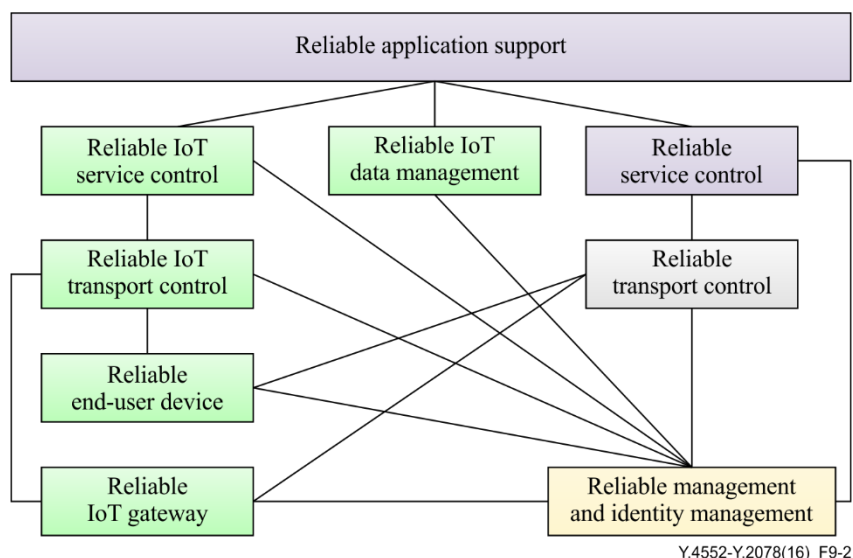 Reliable application support
Reliable IoT
service control
Reliable IoT
data management
Reliable
service control
Reliable IoT
transport control
Reliable
transport control
Reliable
end-user device
Reliable
IoT gateway
Reliable management
and identity management
Y.4552-Y.2078(16)_F9-2